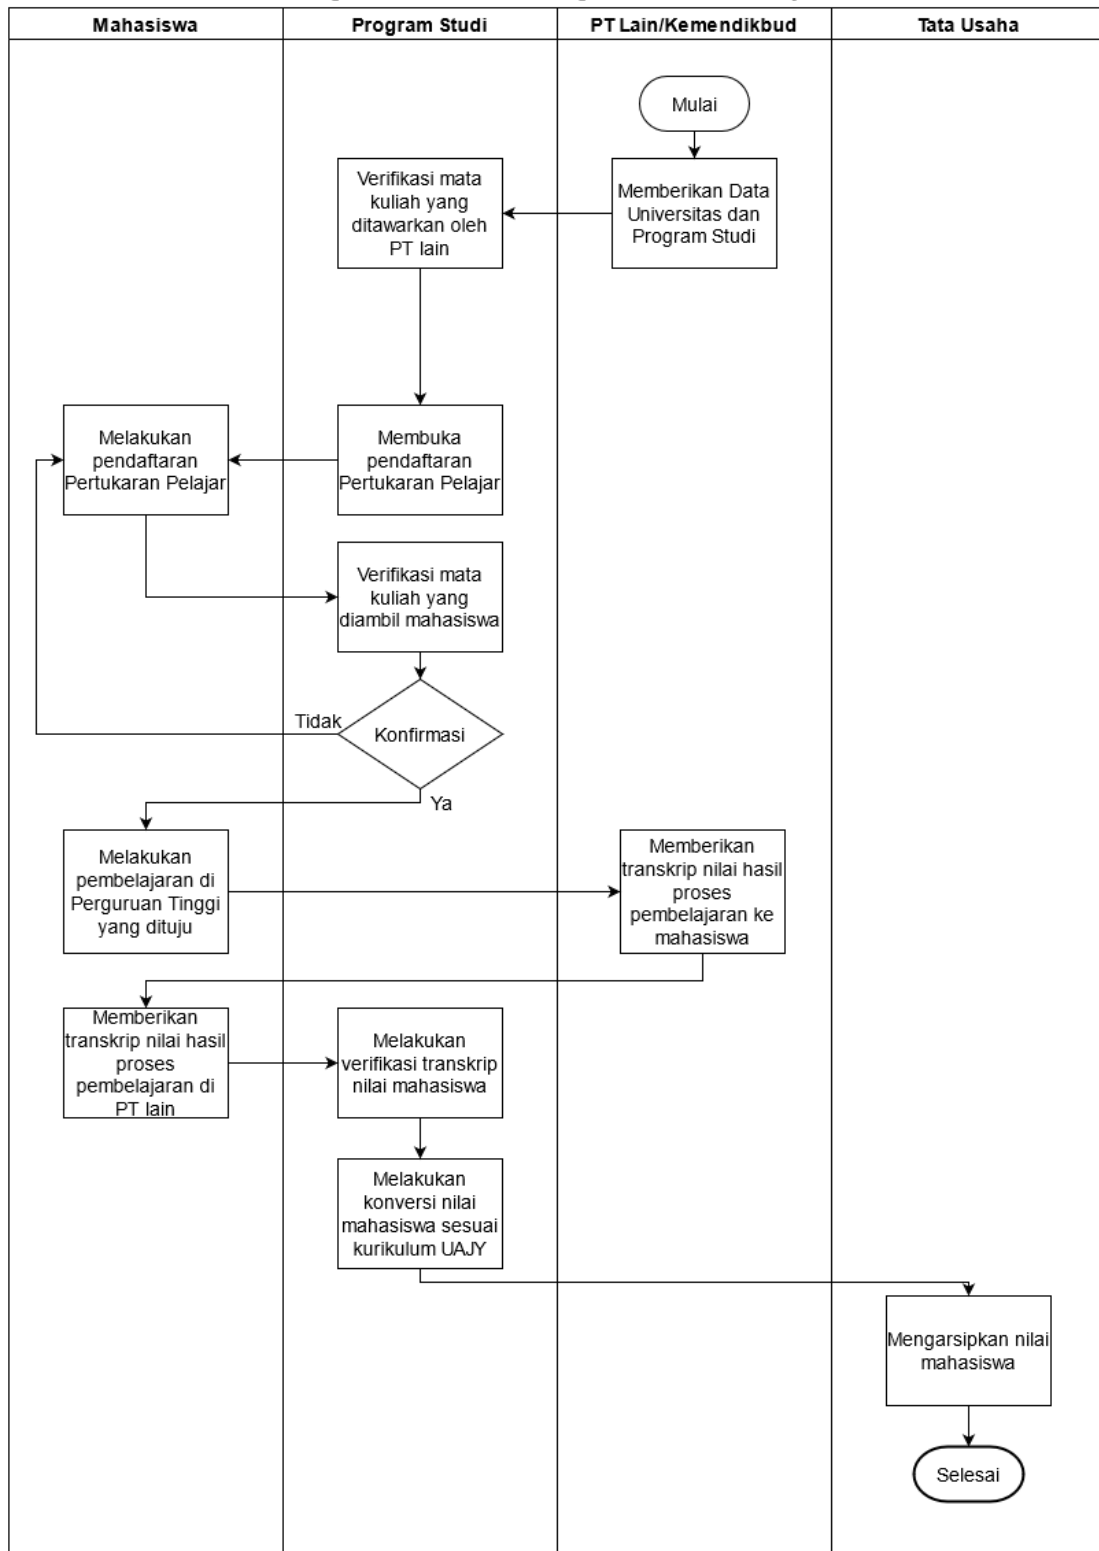 Mahasiswa
Program Studi
PT Lain/Kemendikbud
Tata Usaha
Mulai
Memberikan Data
Universitas dan
Program Studi
Verifikasi mata
kuliah yang
ditawarkan oleh
PT lain
Membuka
pendaftaran
Pertukaran Pelajar
Melakukan
pendaftaran
Pertukaran Pelajar
Verifikasi mata
kuliah yang
diambil mahasiswa
Konfirmasi
Tidak
Ya
Melakukan
pembelajaran di
Perguruan Tinggi
yang dituju
Memberikan
transkrip nilai hasil
proses
pembelajaran ke
mahasiswa
Memberikan
transkrip nilai hasil
proses
pembelajaran di
PT lain
Melakukan
verifikasi transkrip
nilai mahasiswa
Melakukan
konversi nilai
mahasiswa sesuai
kurikulum UAJY
Mengarsipkan nilai
mahasiswa
Selesai